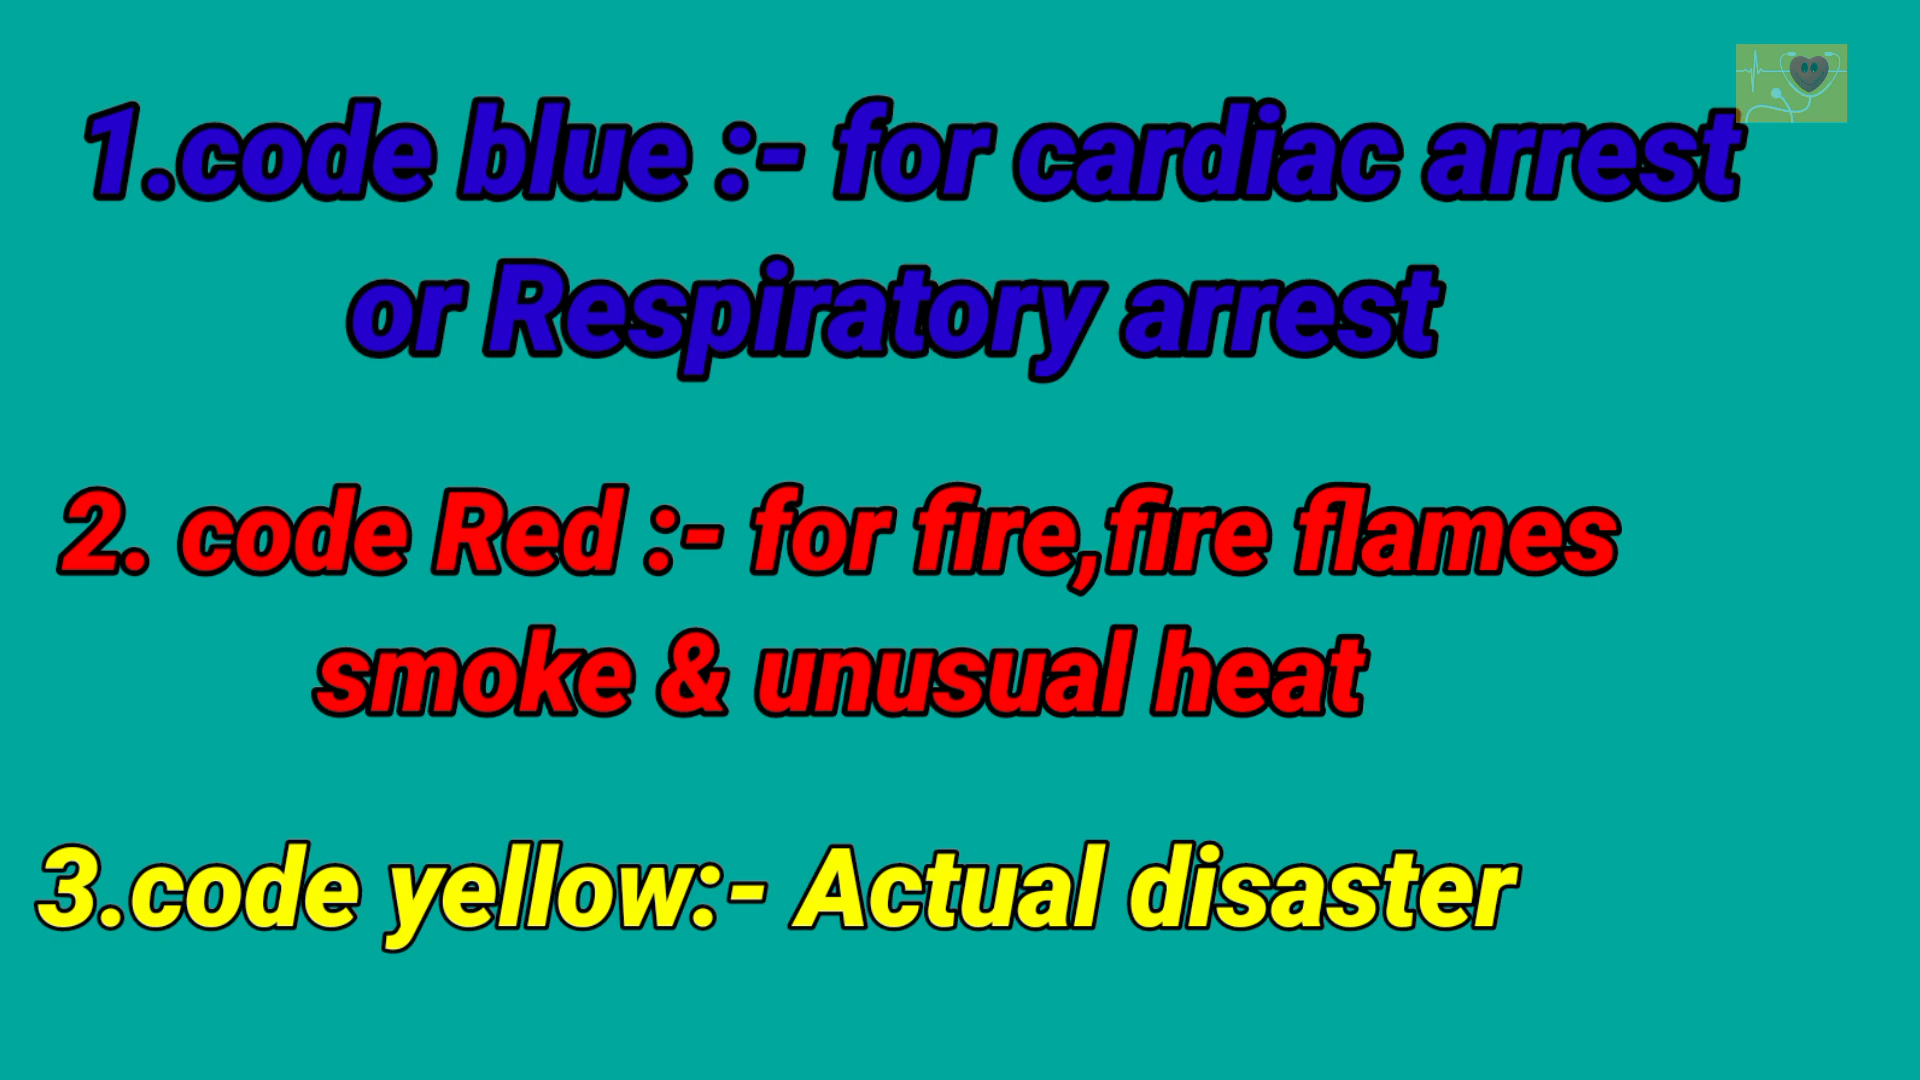 1.code blue :- for cardiac arrest
or Respiratory arrest
2. code Red :- for fire,fire flames
smoke & unusual heat
3.code yellow:- Actual disaster